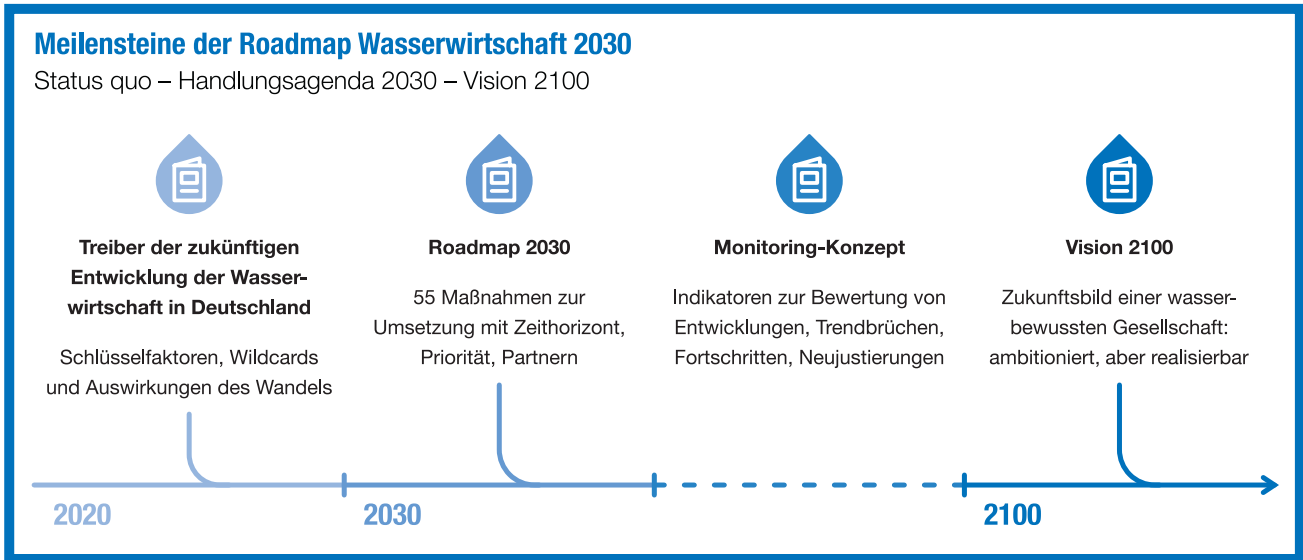 Meilensteine der Roadmap Wasserwirtschaft 2030
Status quo – Handlungsagenda 2030 – Vision 2100
Treiber der zukünftigen
Entwicklung der Wasser-
wirtschaft in Deutschland
Schlüsselfaktoren, Wildcards
und Auswirkungen des Wandels
Roadmap 2030
55 Maßnahmen zur
Umsetzung mit Zeithorizont,
Priorität, Partnern
Monitoring-Konzept
Indikatoren zur Bewertung von
Entwicklungen, Trendbrüchen,
Fortschritten, Neujustierungen
Vision 2100
Zukunftsbild einer wasser-
bewussten Gesellschaft:
ambitioniert, aber realisierbar
2020
2030
2100